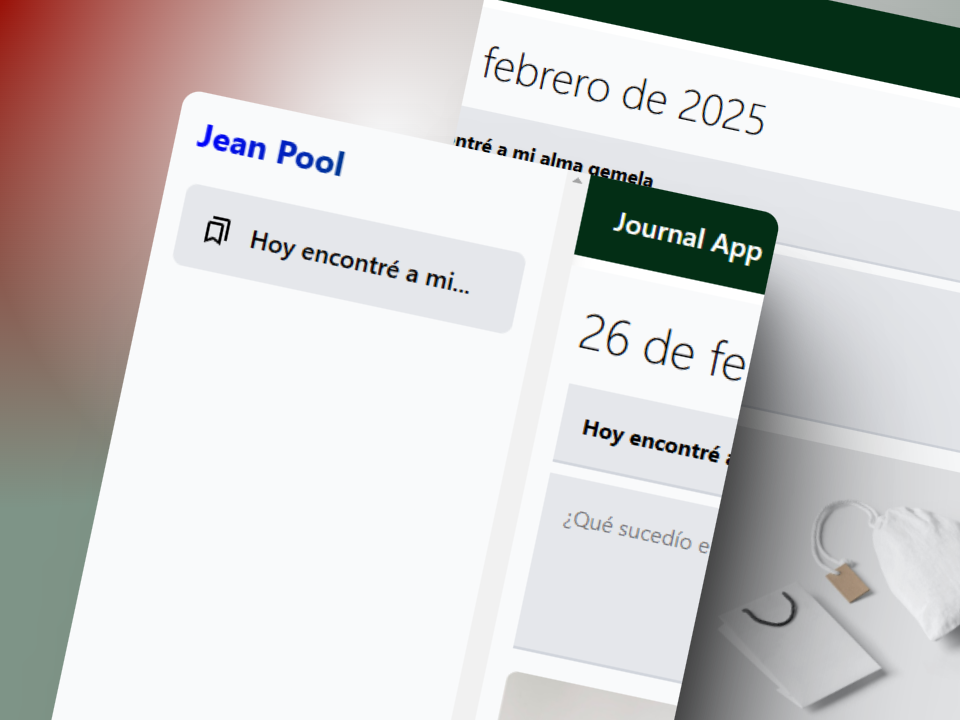 febrero de 2025
ntré a mi alma gemela
Jean Pool
Hoy encontré a mi...
Journal App
26 de fe
Hoy encontré a
¿Qué sucedío e